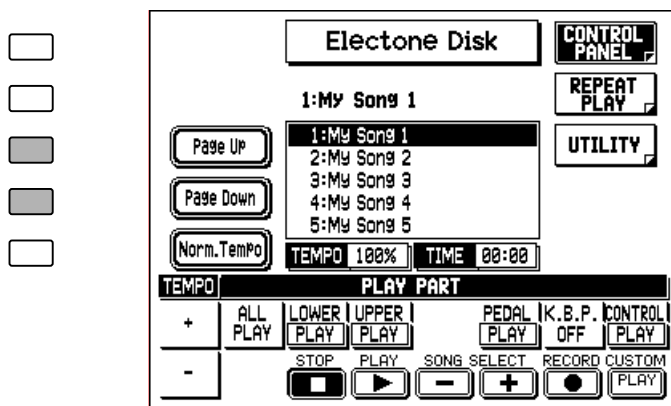 Electone Disk
CONTROL
PANEL
1:My Song 1
REPEAT
PLAY
UTILITY
Page Up
Page Down
Norm.Tempo
1:My Song 1
2:My Song 2
3:My Song 3
4:My Song 4
5:My Song 5
TEMPO 100% TIME 00:00
TEMPO PLAY PART
+ ALL LOWER UPPER PEDAL K.B.P. CONTROL
PLAY PLAY PLAY PLAY OFF PLAY
- STOP PLAY SONG SELECT RECORD CUSTOM
- + PLAY